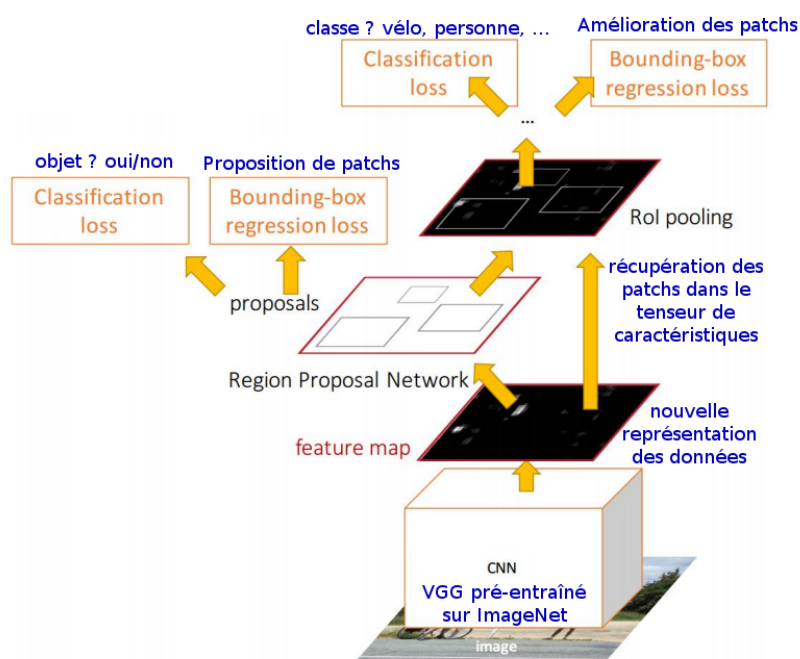 classe ? vélo, personne, ...
Amélioration des patchs
Classification
loss
Bounding-box
regression loss
...
objet ? oui/non
Proposition de patchs
Classification
loss
Bounding-box
regression loss
RoI pooling
proposals
récupération des
patchs dans le
tenseur de
caractéristiques
Region Proposal Network
feature map
nouvelle
représentation
des données
CNN
VGG pré-entraîné
sur ImageNet
image